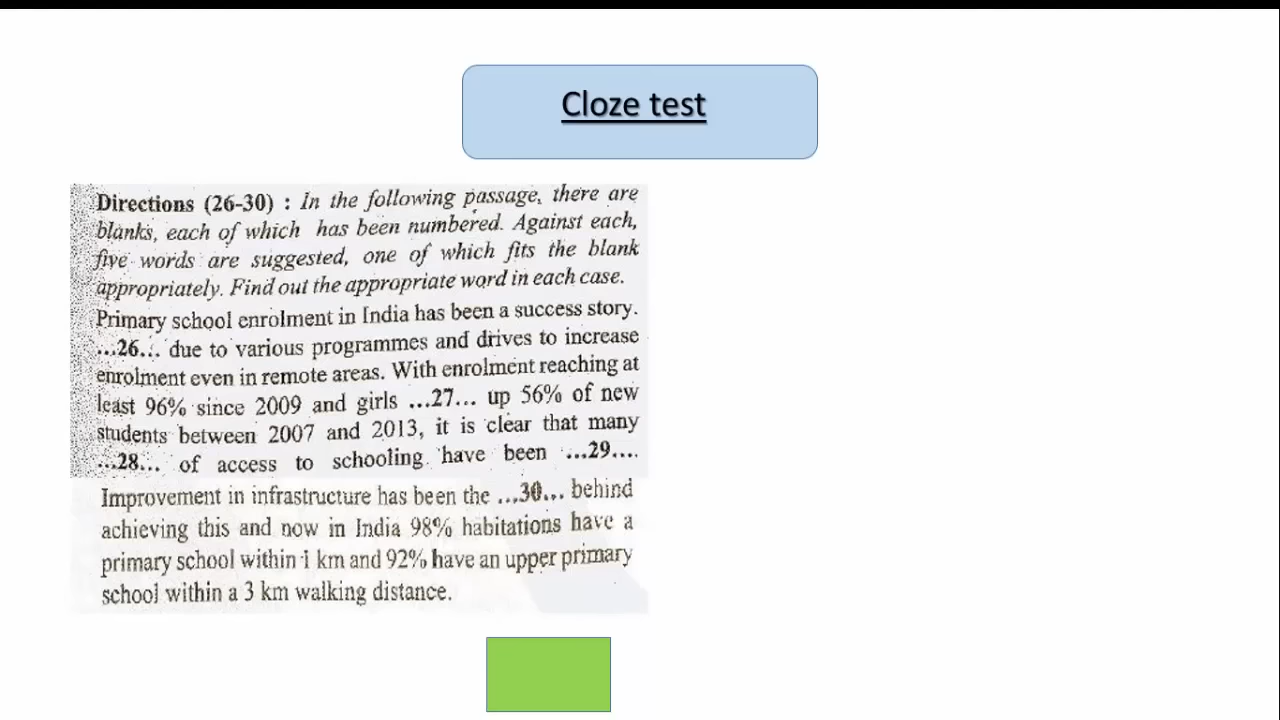 Cloze test
Directions (26-30) : In the following passage, there are
blanks, each of which has been numbered. Against each,
five words are suggested, one of which fits the blank
appropriately. Find out the appropriate word in each case.
Primary school enrolment in India has been a success story.
...26... due to various programmes and drives to increase
enrolment even in remote areas. With enrolment reaching at
least 96% since 2009 and girls ...27... up 56% of new
students between 2007 and 2013, it is clear that many
...28... of access to schooling have been ...29....
Improvement in infrastructure has been the ...30... behind
achieving this and now in India 98% habitations have a
primary school within 1 km and 92% have an upper primary
school within a 3 km walking distance.